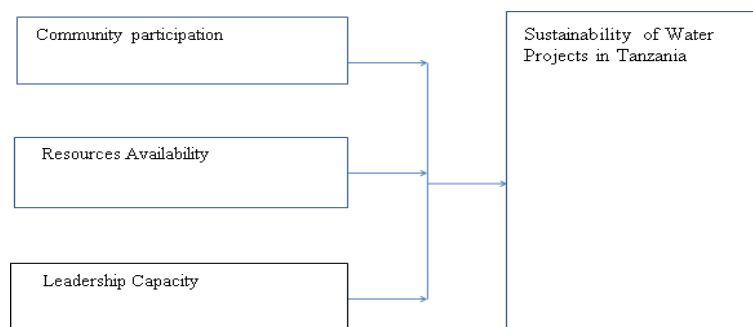 Community participation
Sustainability of Water
Projects in Tanzania
Resources Availability
Leadership Capacity